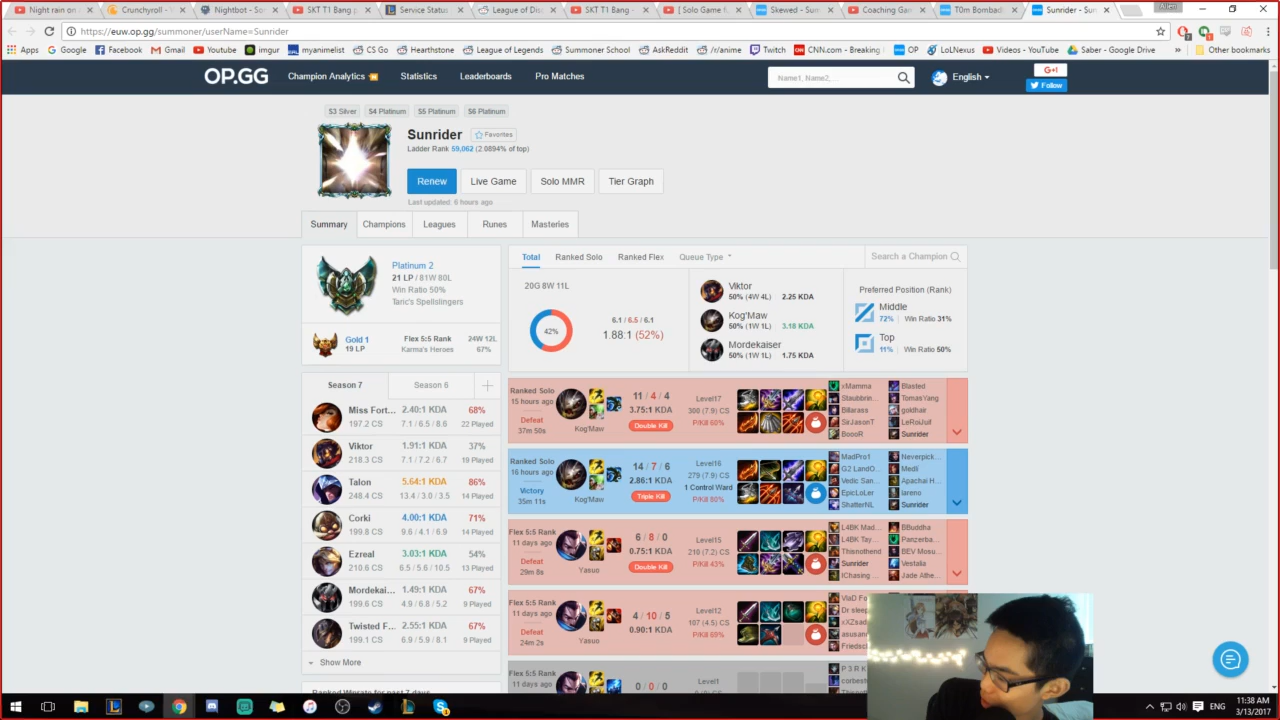 Night rain on a
Crunchyroll - V
Nightbot - Son
SKT T1 Bang p
Service Status
League of Dis
SKT T1 Bang -
[ Solo Game f
Skewed - Summ
Coaching Gan
T0m Bombadi
Sunrider - Sum
https://euw.op.gg/summoner/userName=Sunrider
Apps Google Facebook Gmail Youtube imgur myanimelist CS Go Hearthstone League of Legends Summoner School AskReddit /r/anime Twitch CNN.com - Breaking OP LoLNexus Videos - YouTube Saber - Google Drive » Other bookmarks
OP.GG Champion Analytics Statistics Leaderboards Pro Matches Name1, Name2,... English G+1
Follow
S3 Silver S4 Platinum S5 Platinum S6 Platinum
Sunrider Favorites
Ladder Rank 59,062 (2.0894% of top)
Renew Live Game Solo MMR Tier Graph
Last updated: 6 hours ago
Summary Champions Leagues Runes Masteries
Platinum 2
21 LP / 81W 80L
Win Ratio 50%
Taric's Spellslingers
Gold 1 Flex 5:5 Rank 24W 12L
19 LP Karma's Heroes 67%
Season 7 Season 6
Miss Fort... 2.40:1 KDA 68%
197.2 CS 7.1 / 6.5 / 8.6 22 Played
Viktor 1.91:1 KDA 37%
218.3 CS 7.1 / 7.2 / 6.7 19 Played
Talon 5.64:1 KDA 86%
248.4 CS 13.4 / 3.0 / 3.5 14 Played
Corki 4.00:1 KDA 71%
199.8 CS 9.6 / 4.1 / 6.9 14 Played
Ezreal 3.03:1 KDA 54%
210.6 CS 6.5 / 5.6 / 10.5 13 Played
Mordekai... 1.49:1 KDA 67%
199.6 CS 4.9 / 6.8 / 5.2 9 Played
Twisted F... 2.55:1 KDA 67%
199.1 CS 6.9 / 5.9 / 8.1 9 Played
Show More
Ranked Winrate for past 7 days
Total Ranked Solo Ranked Flex Queue Type Search a Champion
20G 8W 11L
42%
6.1 / 6.5 / 6.1
1.88:1 (52%)
Viktor
50% (4W 4L) 2.25 KDA
Kog'Maw
50% (1W 1L) 3.18 KDA
Mordekaiser
50% (1W 1L) 1.75 KDA
Preferred Position (Rank)
Middle
72% Win Ratio 31%
Top
11% Win Ratio 50%
Ranked Solo
15 hours ago
Defeat
37m 50s
Kog'Maw
11 / 4 / 4
3.75:1 KDA
Double Kill
Level17
300 (7.9) CS
P/Kill 68%
xMamma
Staubbrin...
Billarass
SirJasonT
BoooR
Blasted
TomasYang
goldhair
LeRoiJuif
Sunrider
Ranked Solo
16 hours ago
Victory
35m 11s
Kog'Maw
14 / 7 / 6
2.86:1 KDA
Triple Kill
Level16
279 (7.9) CS
1 Control Ward
P/Kill 80%
MadPro1
G2 LandO...
Vedic San...
EpicLoLer
ShatterNL
Neverpick...
Medli
Apachai H...
iareno
Sunrider
Flex 5:5 Rank
11 days ago
Defeat
29m 8s
Yasuo
6 / 8 / 0
0.75:1 KDA
Double Kill
Level15
210 (7.2) CS
P/Kill 43%
L4BK Mad...
L4BK Tay...
Thisnothend
Sunrider
IChasing ...
BBuddha
Panzerba...
BEV Mosu...
Vestalia
Jade Athe...
Flex 5:5 Rank
11 days ago
Defeat
24m 2s
Yasuo
4 / 10 / 5
0.90:1 KDA
Level12
107 (4.5) CS
P/Kill 69%
VlaD Fo
Dr sleep
xXZsad
asusan
Friedsc
Flex 5:5 Rank
11 days ago
0 / 0 / 0
Level1
P 3 R K
corbest
ENG 11:38 AM
3/13/2017